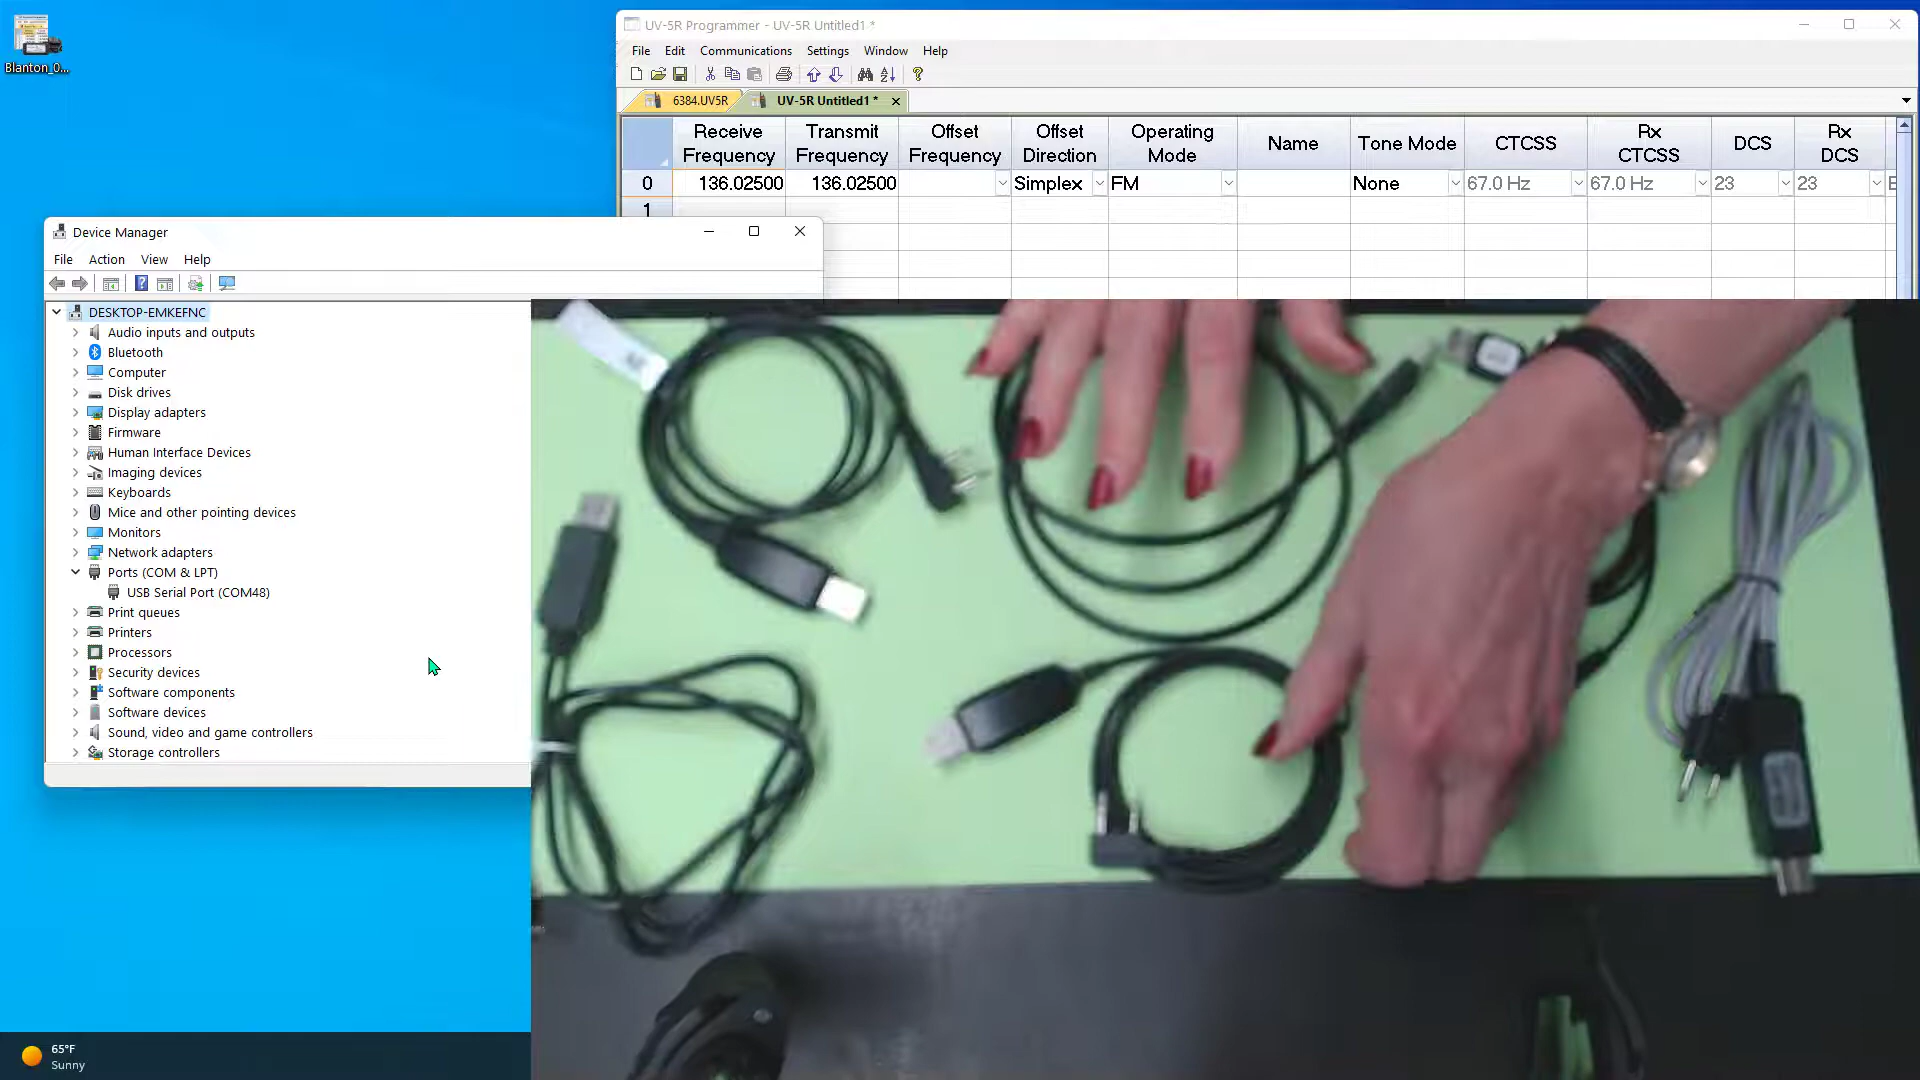 Blanton_0...
UV-5R Programmer - UV-5R Untitled1 *
File Edit Communications Settings Window Help
6384.UV5R
UV-5R Untitled1 *
Receive Frequency
Transmit Frequency
Offset Frequency
Offset Direction
Operating Mode
Name
Tone Mode
CTCSS
Rx CTCSS
DCS
Rx DCS
0 136.02500 136.02500 Simplex FM None 67.0 Hz 67.0 Hz 23 23
1
Device Manager
File Action View Help
DESKTOP-EMKEFNC
Audio inputs and outputs
Bluetooth
Computer
Disk drives
Display adapters
Firmware
Human Interface Devices
Imaging devices
Keyboards
Mice and other pointing devices
Monitors
Network adapters
Ports (COM & LPT)
USB Serial Port (COM48)
Print queues
Printers
Processors
Security devices
Software components
Software devices
Sound, video and game controllers
Storage controllers
65°F
Sunny